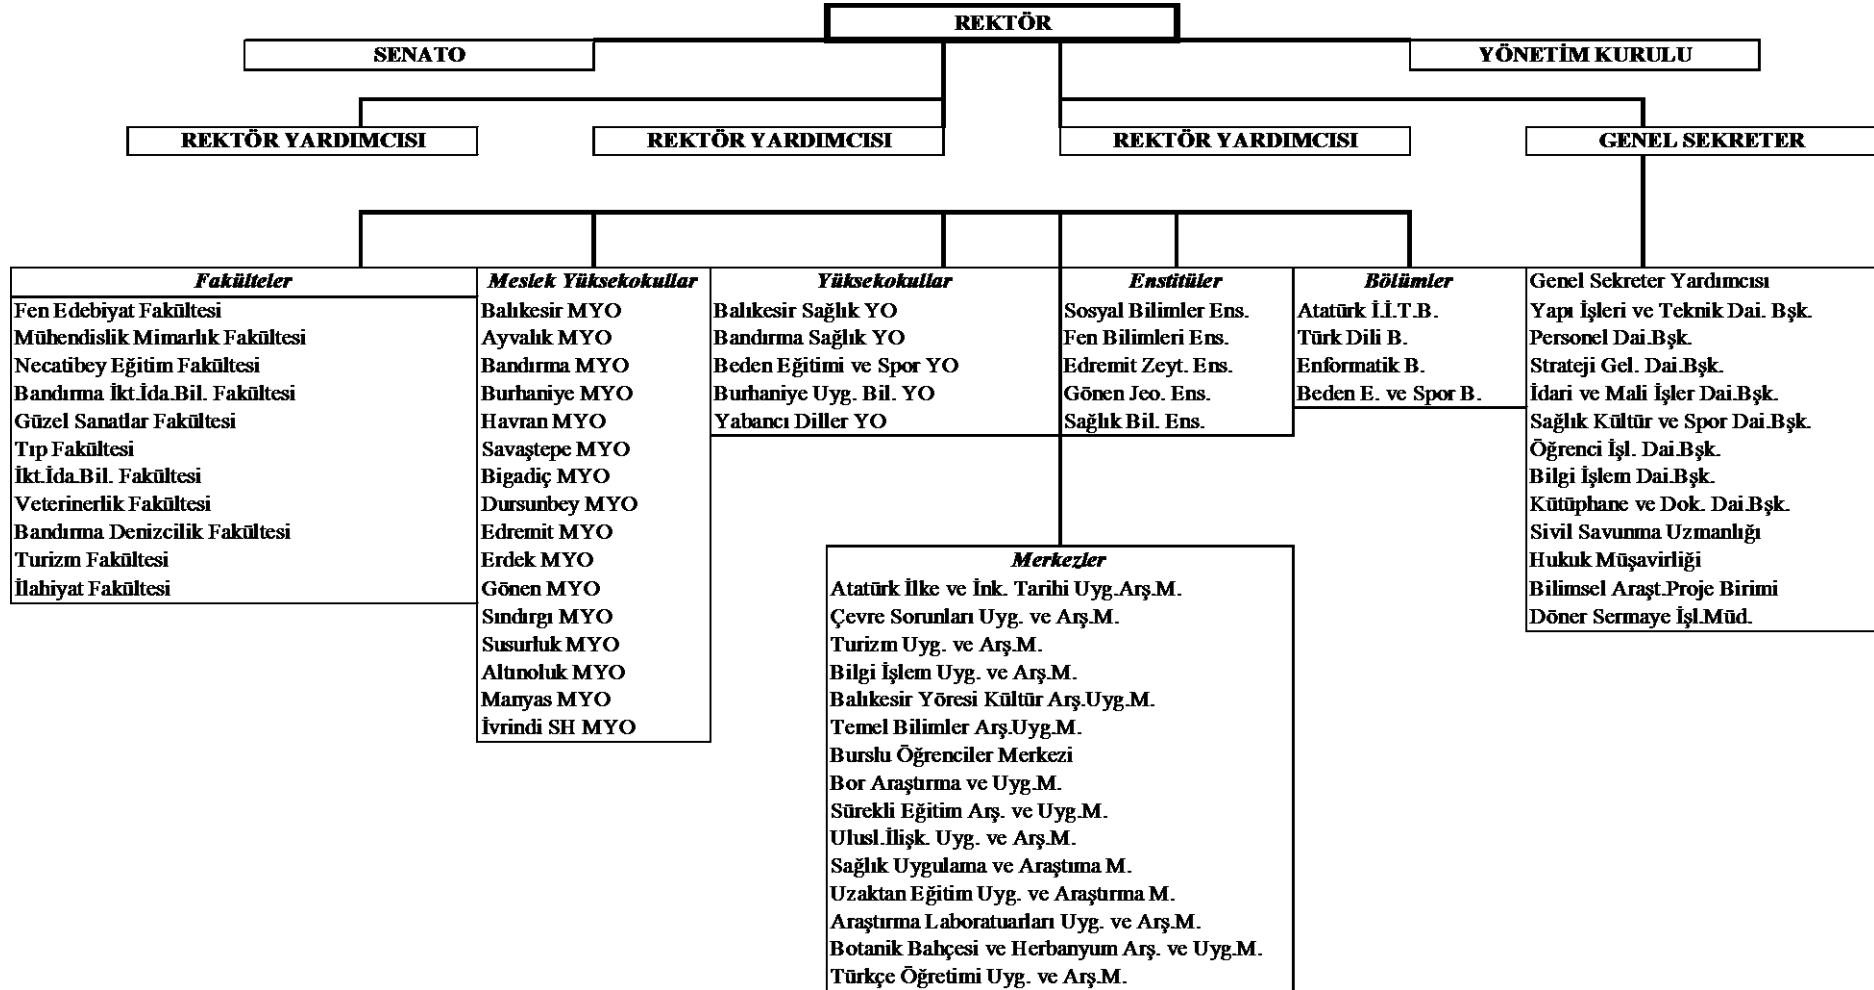 REKTÖR
SENATO
YÖNETİM KURULU
REKTÖR YARDIMCISI
REKTÖR YARDIMCISI
REKTÖR YARDIMCISI
GENEL SEKRETER
Fakülteler
Fen Edebiyat Fakültesi
Mühendislik Mimarlık Fakültesi
Necatibey Eğitim Fakültesi
Bandırma İkt.İda.Bil. Fakültesi
Güzel Sanatlar Fakültesi
Tıp Fakültesi
İkt.İda.Bil. Fakültesi
Veterinerlik Fakültesi
Bandırma Denizcilik Fakültesi
Turizm Fakültesi
İlahiyat Fakültesi
Meslek Yüksekokullar
Balıkesir MYO
Ayvalık MYO
Bandırma MYO
Burhaniye MYO
Havran MYO
Savaştepe MYO
Bigadiç MYO
Dursunbey MYO
Edremit MYO
Erdek MYO
Gönen MYO
Sındırgı MYO
Susurluk MYO
Altınoluk MYO
Manyas MYO
İvrindi SH MYO
Yüksekokullar
Balıkesir Sağlık YO
Bandırma Sağlık YO
Beden Eğitimi ve Spor YO
Burhaniye Uyg. Bil. YO
Yabancı Diller YO
Enstitüler
Sosyal Bilimler Ens.
Fen Bilimleri Ens.
Edremit Zeyt. Ens.
Gönen Jeo. Ens.
Sağlık Bil. Ens.
Bölümler
Atatürk İ.İ.T.B.
Türk Dili B.
Enformatik B.
Beden E. ve Spor B.
Genel Sekreter Yardımcısı
Yapı İşleri ve Teknik Dai. Bşk.
Personel Dai.Bşk.
Strateji Gel. Dai.Bşk.
İdari ve Mali İşler Dai.Bşk.
Sağlık Kültür ve Spor Dai.Bşk.
Öğrenci İşl. Dai.Bşk.
Bilgi İşlem Dai.Bşk.
Kütüphane ve Dok. Dai.Bşk.
Sivil Savunma Uzmanlığı
Hukuk Müşavirliği
Bilimsel Araşt.Proje Birimi
Döner Sermaye İşl.Müd.
Merkezler
Atatürk İlke ve İnk. Tarihi Uyg.Arş.M.
Çevre Sorunları Uyg. ve Arş.M.
Turizm Uyg. ve Arş.M.
Bilgi İşlem Uyg. ve Arş.M.
Balıkesir Yöresi Kültür Arş.Uyg.M.
Temel Bilimler Arş.Uyg.M.
Burslu Öğrenciler Merkezi
Bor Araştırma ve Uyg.M.
Sürekli Eğitim Arş. ve Uyg.M.
Ulusl.İlişk. Uyg. ve Arş.M.
Sağlık Uygulama ve Araştıma M.
Uzaktan Eğitim Uyg. ve Araştırma M.
Araştırma Laboratuarları Uyg. ve Arş.M.
Botanik Bahçesi ve Herbanyum Arş. ve Uyg.M.
Türkçe Öğretimi Uyg. ve Arş.M.